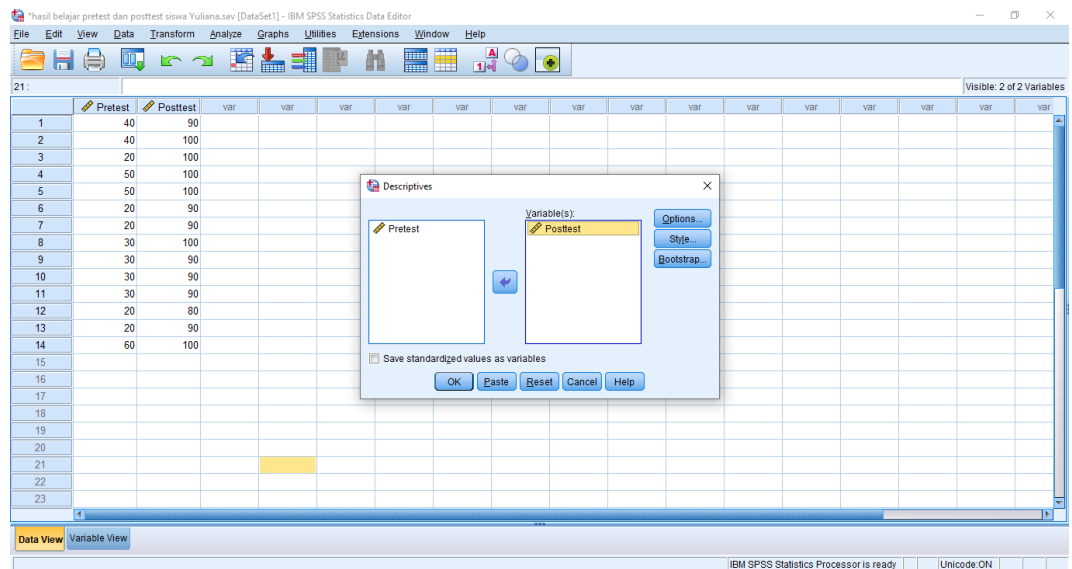 *hasil belajar pretest dan posttest siswa Yuliana.sav [DataSet1] - IBM SPSS Statistics Data Editor
File Edit View Data Transform Analyze Graphs Utilities Extensions Window Help
21 :
Visible: 2 of 2 Variables
Pretest Posttest var var var var var var var var var var var var var var var
1 40 90
2 40 100
3 20 100
4 50 100
5 50 100
6 20 90
7 20 90
8 30 100
9 30 90
10 30 90
11 30 90
12 20 80
13 20 90
14 60 100
15
16
17
18
19
20
21
22
23
Descriptives
Variable(s):
Pretest
Posttest
Options...
Style...
Bootstrap...
Save standardized values as variables
OK Paste Reset Cancel Help
Data View Variable View
IBM SPSS Statistics Processor is ready Unicode:ON